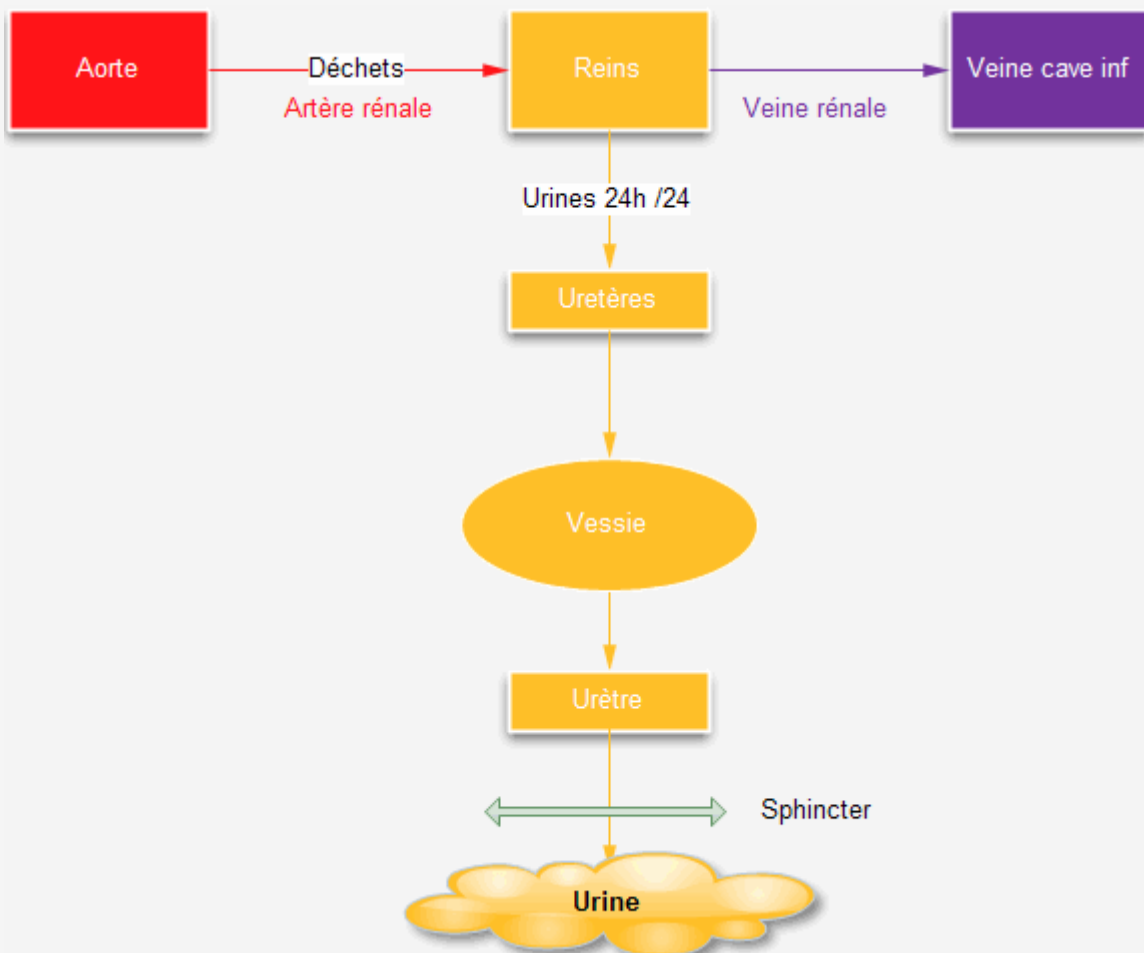 Aorte
Déchets
Artère rénale
Reins
Veine rénale
Veine cave inf
Urines 24h /24
Uretères
Vessie
Urètre
Sphincter
Urine